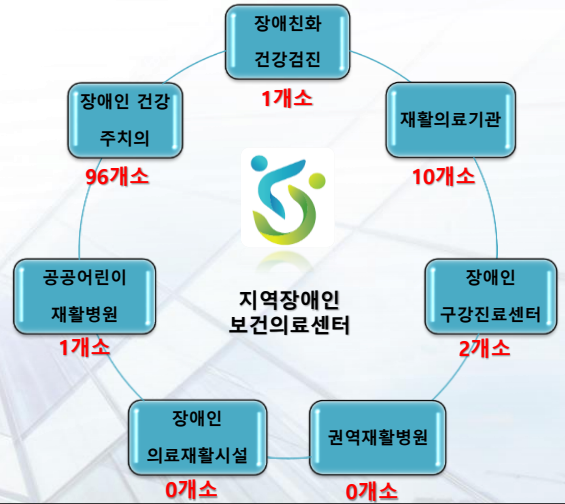 장애친화
건강검진
1개소
재활의료기관
10개소
장애인
구강진료센터
2개소
권역재활병원
0개소
장애인
의료재활시설
0개소
공공어린이
재활병원
1개소
장애인 건강
주치의
96개소
지역장애인
보건의료센터